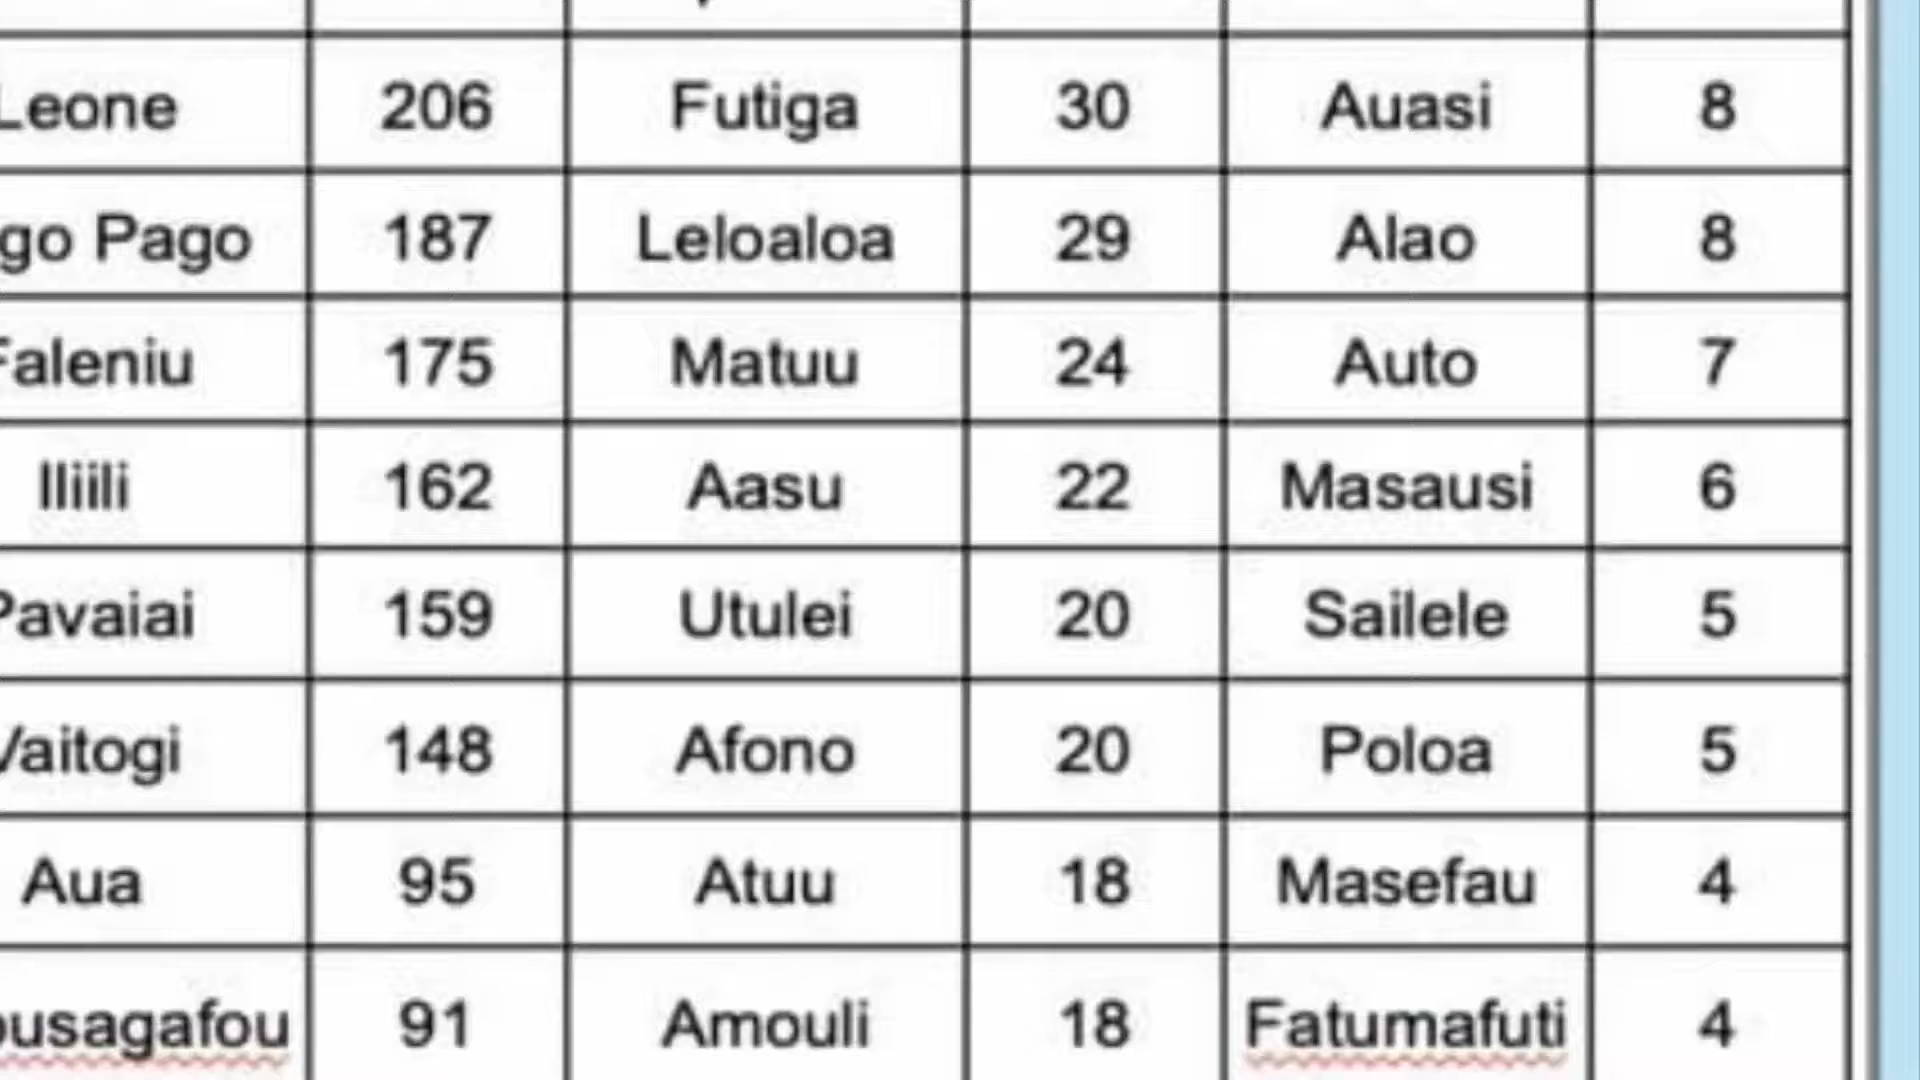 Leone 206 Futiga 30 Auasi 8
go Pago 187 Leloaloa 29 Alao 8
Faleniu 175 Matuu 24 Auto 7
Iliili 162 Aasu 22 Masausi 6
Pavaiai 159 Utulei 20 Sailele 5
Vaitogi 148 Afono 20 Poloa 5
Aua 95 Atuu 18 Masefau 4
ousagafou 91 Amouli 18 Fatumafuti 4